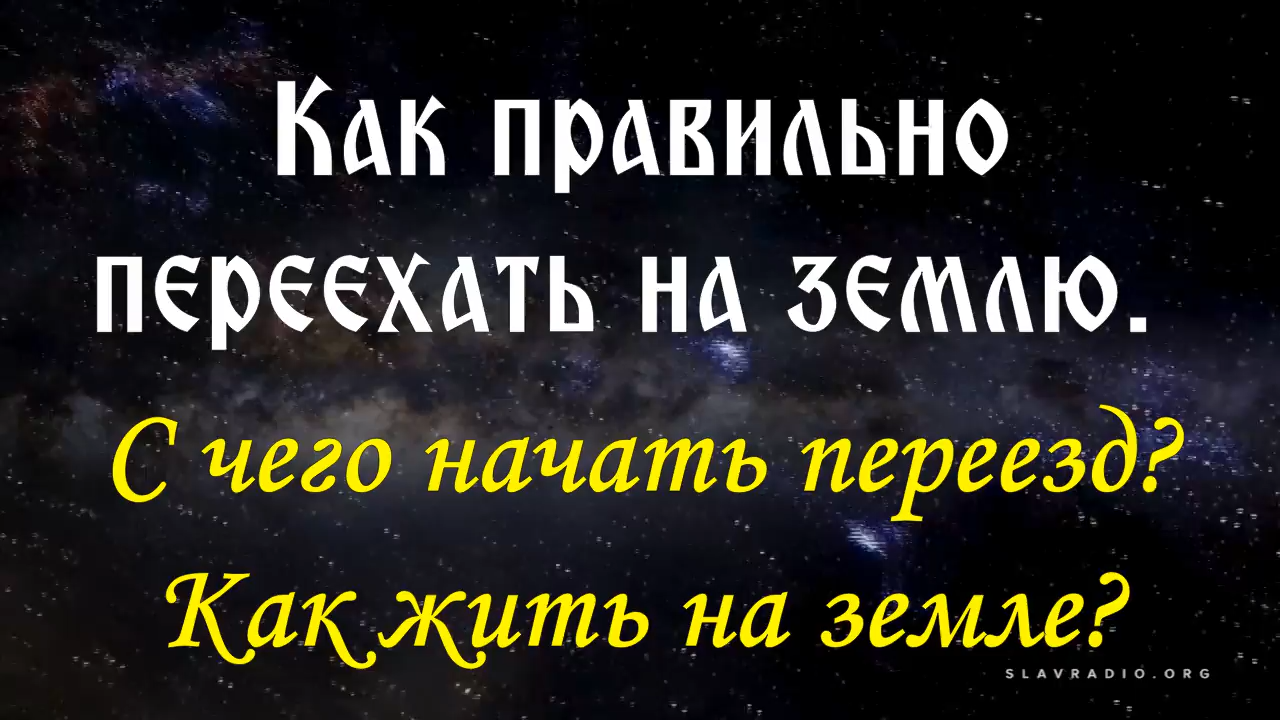 Как правильно
переехать на землю.
С чего начать переезд?
Как жить на земле?
SLAVRADIO.ORG